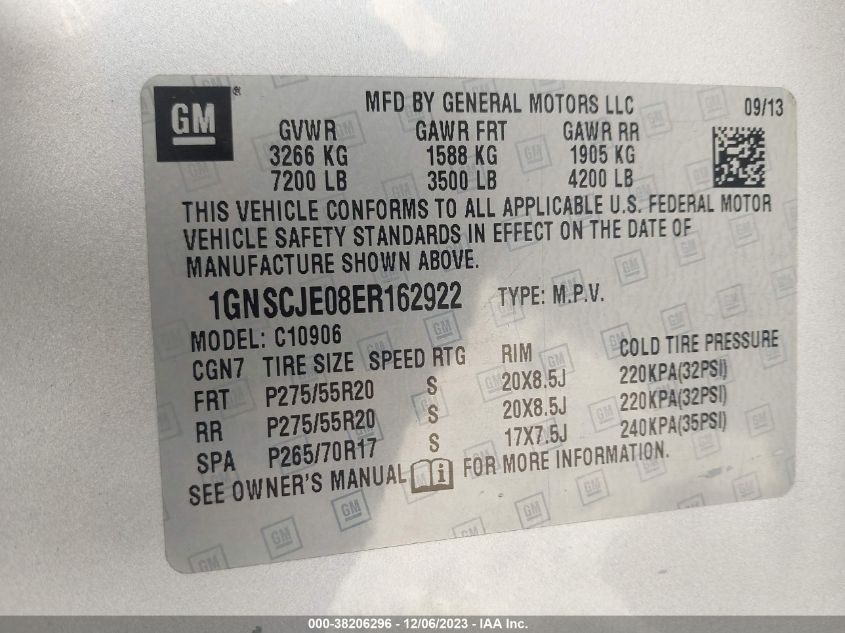 GM®
MFD BY GENERAL MOTORS LLC 09/13
GVWR GAWR FRT GAWR RR
3266 KG 1588 KG 1905 KG
7200 LB 3500 LB 4200 LB
THIS VEHICLE CONFORMS TO ALL APPLICABLE U.S. FEDERAL MOTOR
VEHICLE SAFETY STANDARDS IN EFFECT ON THE DATE OF
MANUFACTURE SHOWN ABOVE.
1GNSCJE08ER162922 TYPE: M.P.V.
MODEL: C10906
CGN7 TIRE SIZE SPEED RTG RIM COLD TIRE PRESSURE
FRT P275/55R20 S 20X8.5J 220KPA(32PSI)
RR P275/55R20 S 20X8.5J 220KPA(32PSI)
SPA P265/70R17 S 17X7.5J 240KPA(35PSI)
SEE OWNER'S MANUAL i FOR MORE INFORMATION.
000-38206296 - 12/06/2023 - IAA Inc.